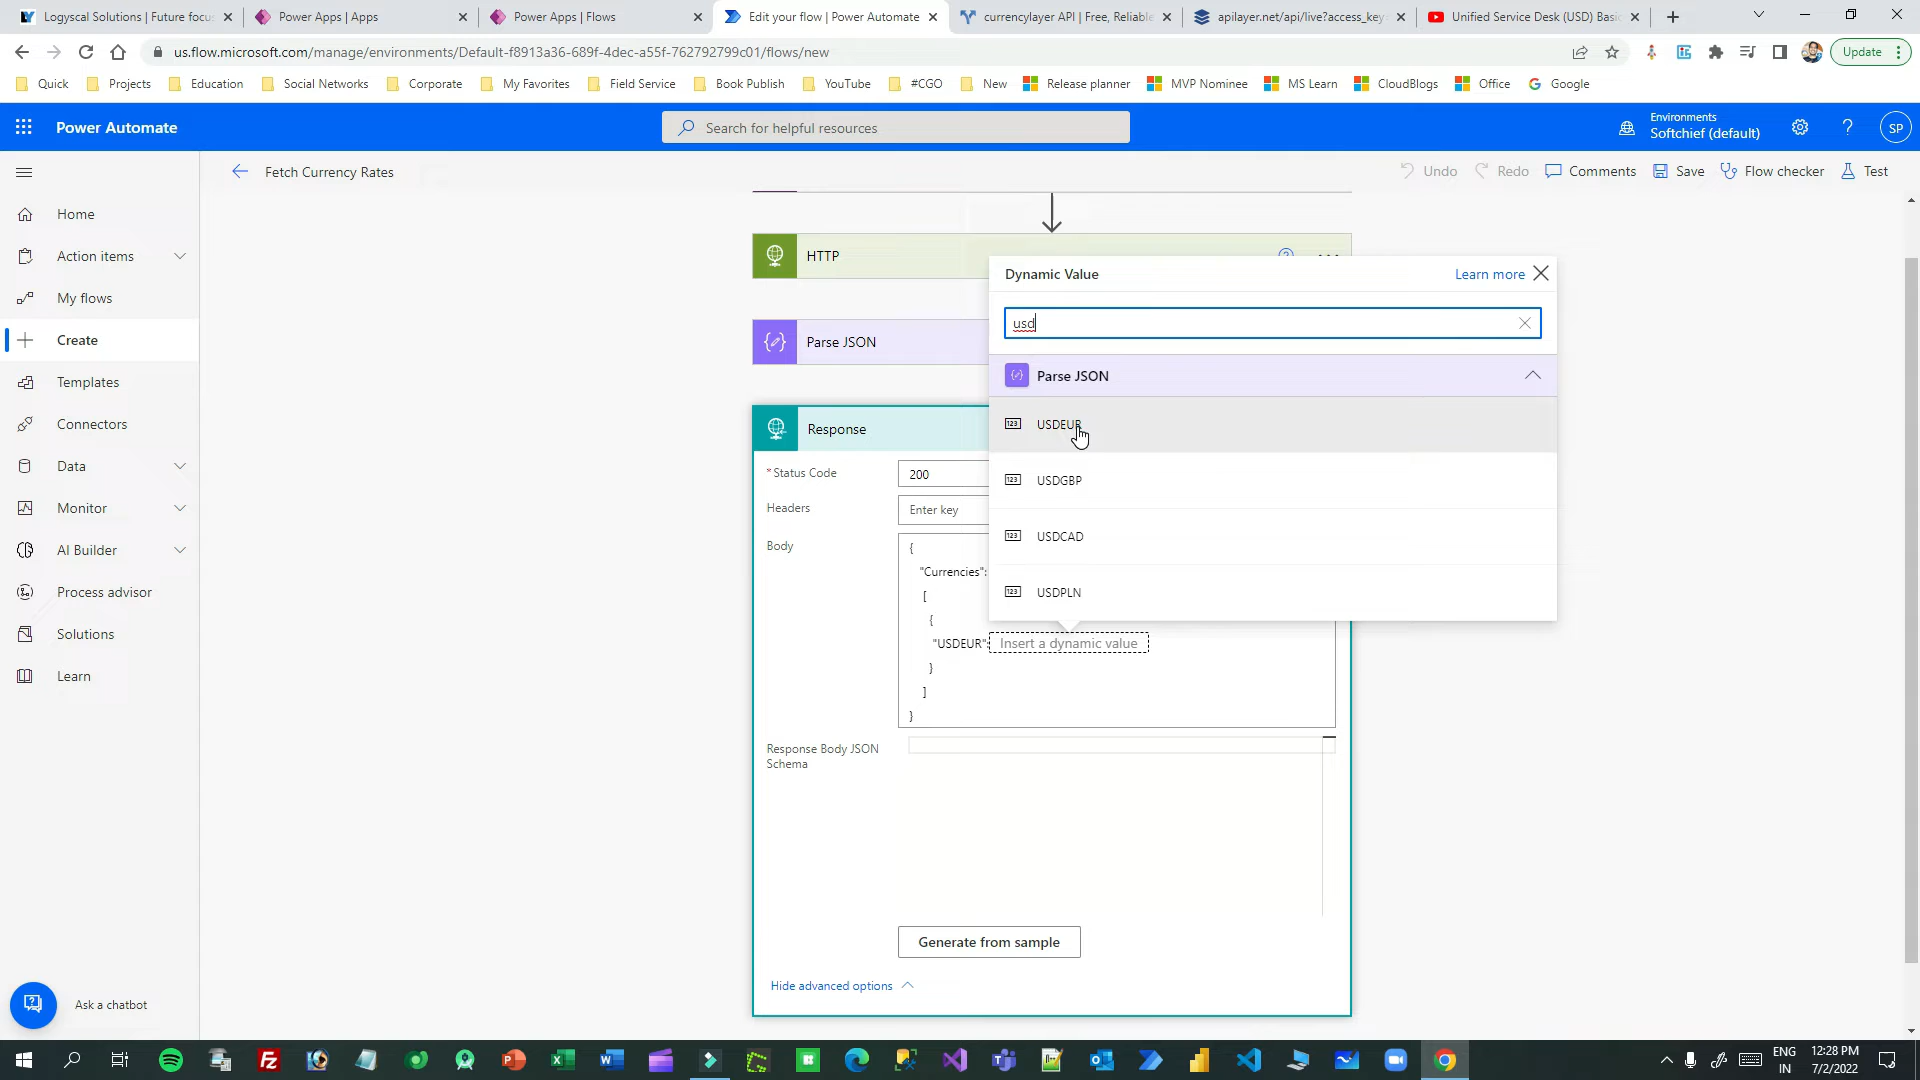 Logyscal Solutions | Future focu
Power Apps | Apps
Power Apps | Flows
Edit your flow | Power Automate
currencylayer API | Free, Reliable
apilayer.net/api/live?access_key
Unified Service Desk (USD) Basi
us.flow.microsoft.com/manage/environments/Default-f8913a36-689f-4dec-a55f-762792799c01/flows/new
Update
Quick
Projects
Education
Social Networks
Corporate
My Favorites
Field Service
Book Publish
YouTube
#CGO
New
Release planner
MVP Nominee
MS Learn
CloudBlogs
Office
Google
Power Automate
Search for helpful resources
Environments
Softchief (default)
SP
Fetch Currency Rates
Undo
Redo
Comments
Save
Flow checker
Test
Home
Action items
My flows
Create
Templates
Connectors
Data
Monitor
AI Builder
Process advisor
Solutions
Learn
Ask a chatbot
HTTP
Parse JSON
Response
*Status Code
200
Headers
Enter key
Body
{
"Currencies":
[
{
"USDEUR":
Insert a dynamic value
}
]
}
Response Body JSON
Schema
Generate from sample
Hide advanced options
Dynamic Value
Learn more
usd
Parse JSON
USDEUR
USDGBP
USDCAD
USDPLN
ENG
IN
12:28 PM
7/2/2022